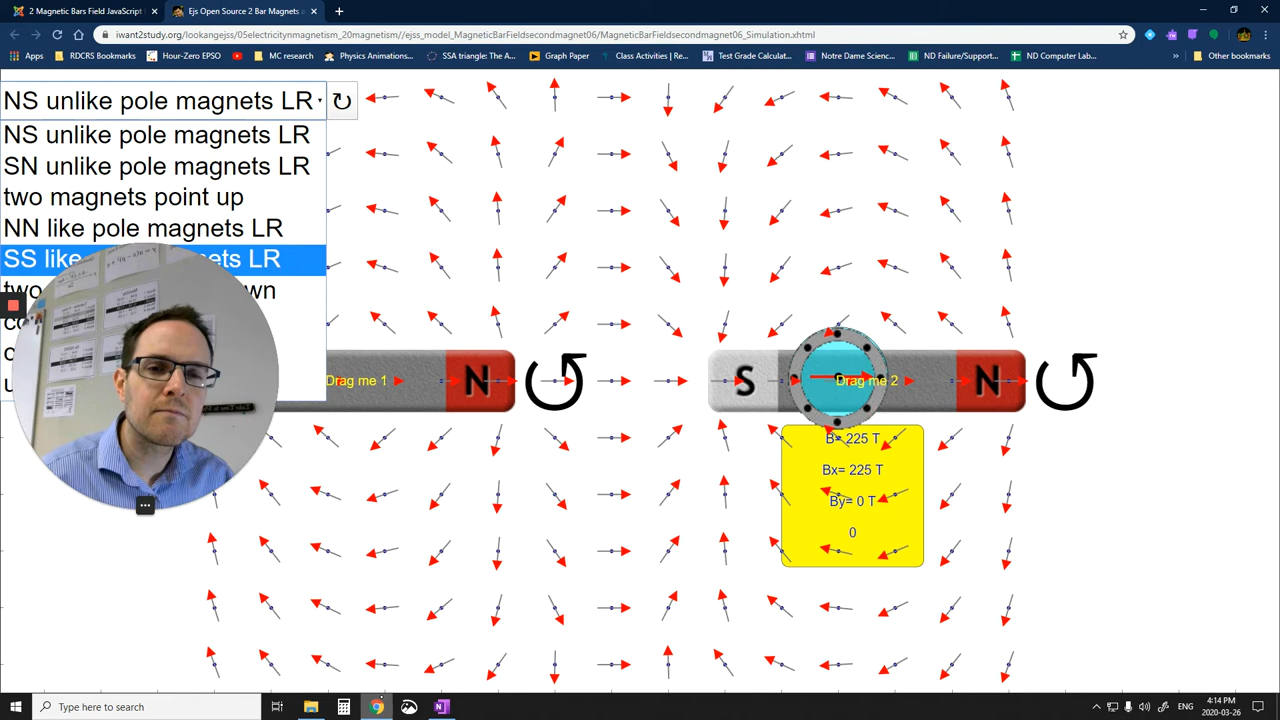 2 Magnetic Bars Field JavaScript
Ejs Open Source 2 Bar Magnets a
iwant2study.org/lookangejss/05electricitynmagnetism_20magnetism//ejss_model_MagneticBarFieldsecondmagnet06/MagneticBarFieldsecondmagnet06_Simulation.xhtml
Apps RDCRS Bookmarks Hour-Zero EPSB MC research Physics Animations... SSA triangle: The A... Graph Paper Class Activities | Re... Test Grade Calculat... Notre Dame Scienc... ND Failure/Support... ND Computer Lab... Other bookmarks
NS unlike pole magnets LR
NS unlike pole magnets LR
SN unlike pole magnets LR
two magnets point up
NN like pole magnets LR
SS like
N
Drag me 1
S
Drag me 2
N
B= 225 T
Bx= 225 T
By= 0 T
0
Type here to search
4:14 PM
2020-03-26